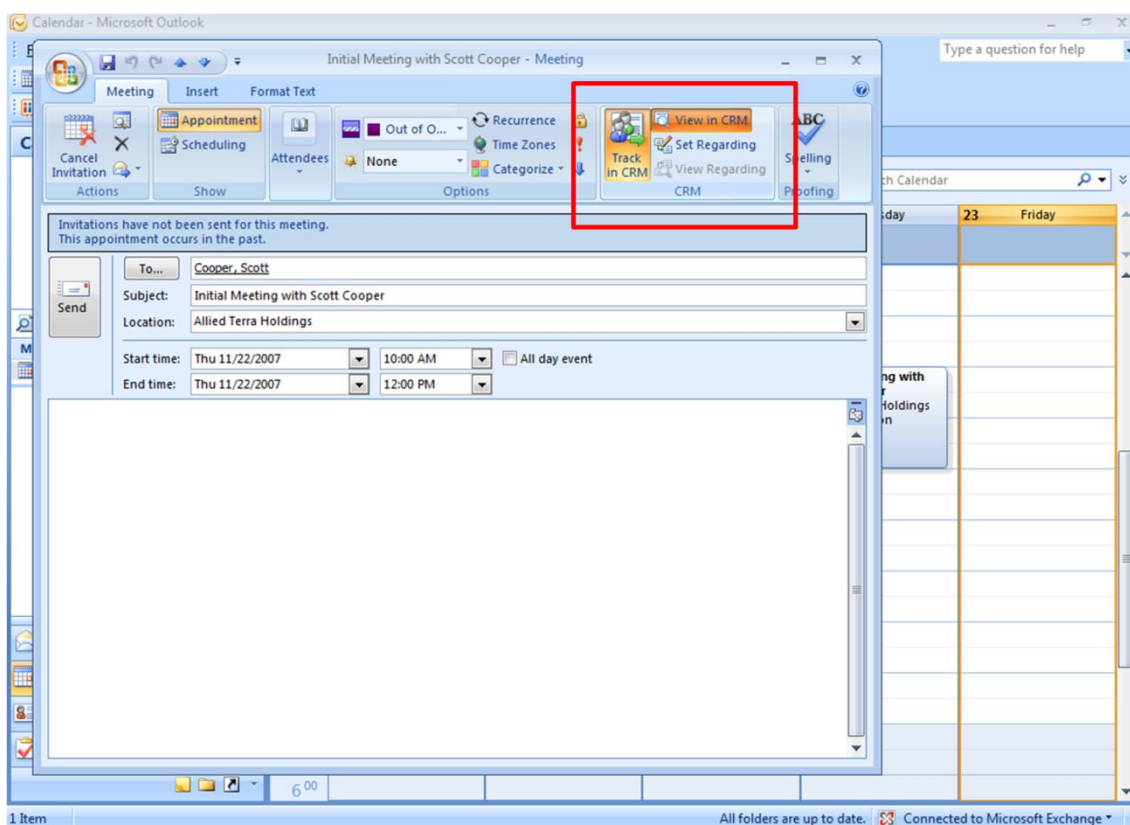 Calendar - Microsoft Outlook
Type a question for help
Initial Meeting with Scott Cooper - Meeting
Meeting Insert Format Text
Cancel Invitation
Actions
Appointment
Scheduling
Show
Attendees
Out of O...
None
Recurrence
Time Zones
Categorize
Options
Track in CRM
View in CRM
Set Regarding
View Regarding
CRM
ABC
Spelling
Proofing
Calendar
23 Friday
Invitations have not been sent for this meeting.
This appointment occurs in the past.
Send
To... Cooper, Scott
Subject: Initial Meeting with Scott Cooper
Location: Allied Terra Holdings
Start time: Thu 11/22/2007 10:00 AM All day event
End time: Thu 11/22/2007 12:00 PM
with
Holdings
6 00
1 Item
All folders are up to date. Connected to Microsoft Exchange